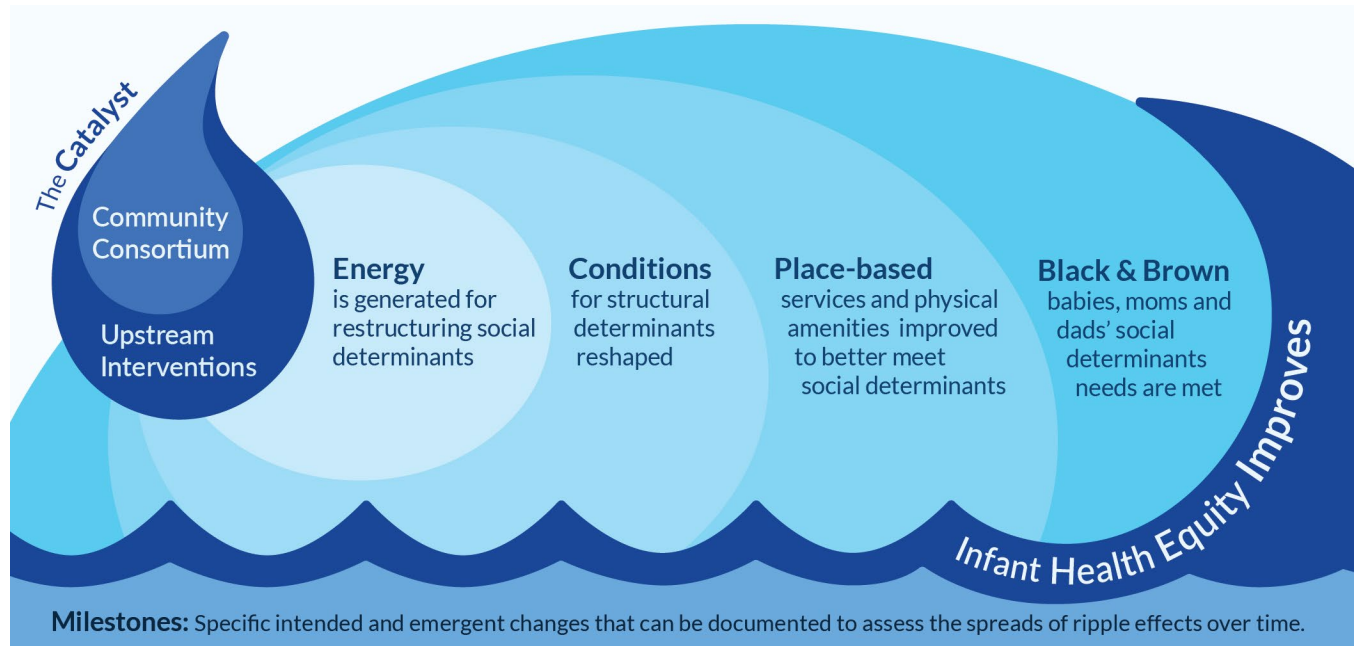 The Catalyst
Community
Consortium
Upstream
Interventions
Energy
is generated for
restructuring social
determinants
Conditions
for structural
determinants
reshaped
Place-based
services and physical
amenities improved
to better meet
social determinants
Black & Brown
babies, moms and
dads’ social
determinants
needs are met
Infant Health Equity Improves
Milestones: Specific intended and emergent changes that can be documented to assess the spreads of ripple effects over time.